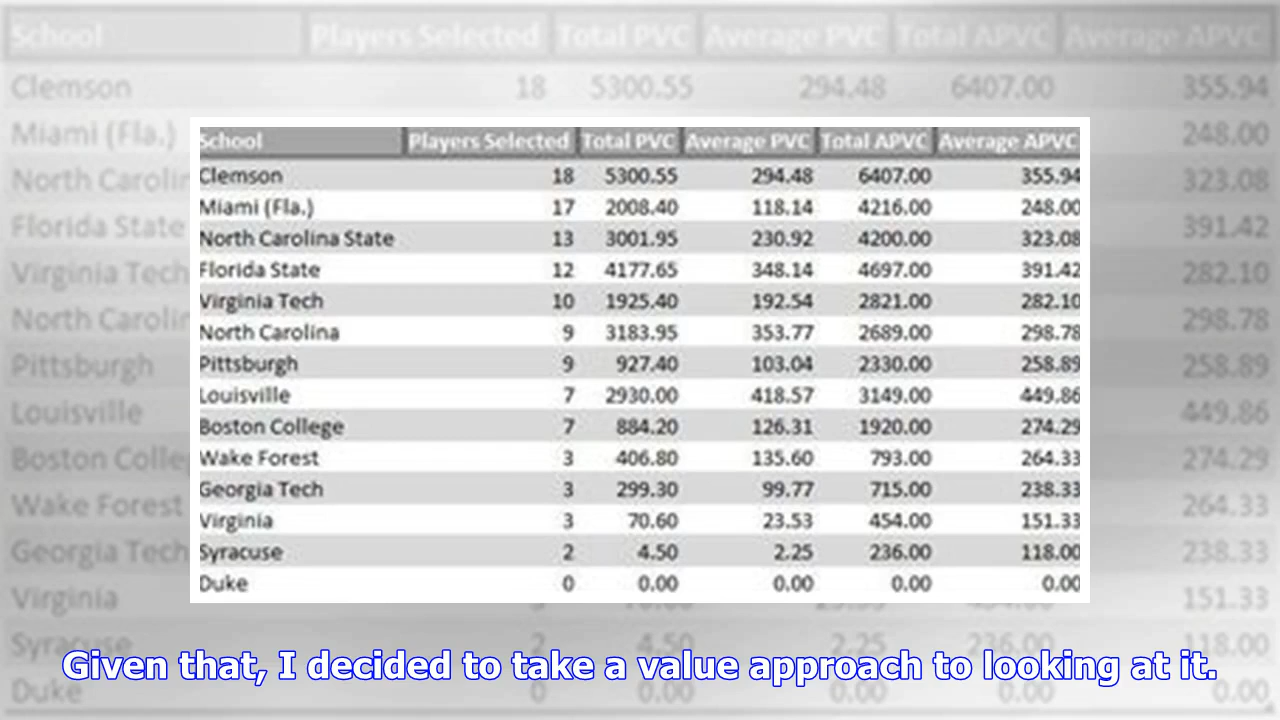 School Players Selected Total PVC Average PVC Total APVC Average APVC
Clemson 18 5300.55 294.48 6407.00 355.94
Miami (Fla.) 17 2008.40 118.14 4216.00 248.00
North Carolina State 13 3001.95 230.92 4200.00 323.08
Florida State 12 4177.65 348.14 4697.00 391.42
Virginia Tech 10 1925.40 192.54 2821.00 282.10
North Carolina 9 3183.95 353.77 2689.00 298.78
Pittsburgh 9 927.40 103.04 2330.00 258.89
Louisville 7 2930.00 418.57 3149.00 449.86
Boston College 7 884.20 126.31 1920.00 274.29
Wake Forest 3 406.80 135.60 793.00 264.33
Georgia Tech 3 299.30 99.77 715.00 238.33
Virginia 3 70.60 23.53 454.00 151.33
Syracuse 2 4.50 2.25 236.00 118.00
Duke 0 0.00 0.00 0.00 0.00
Given that, I decided to take a value approach to looking at it.